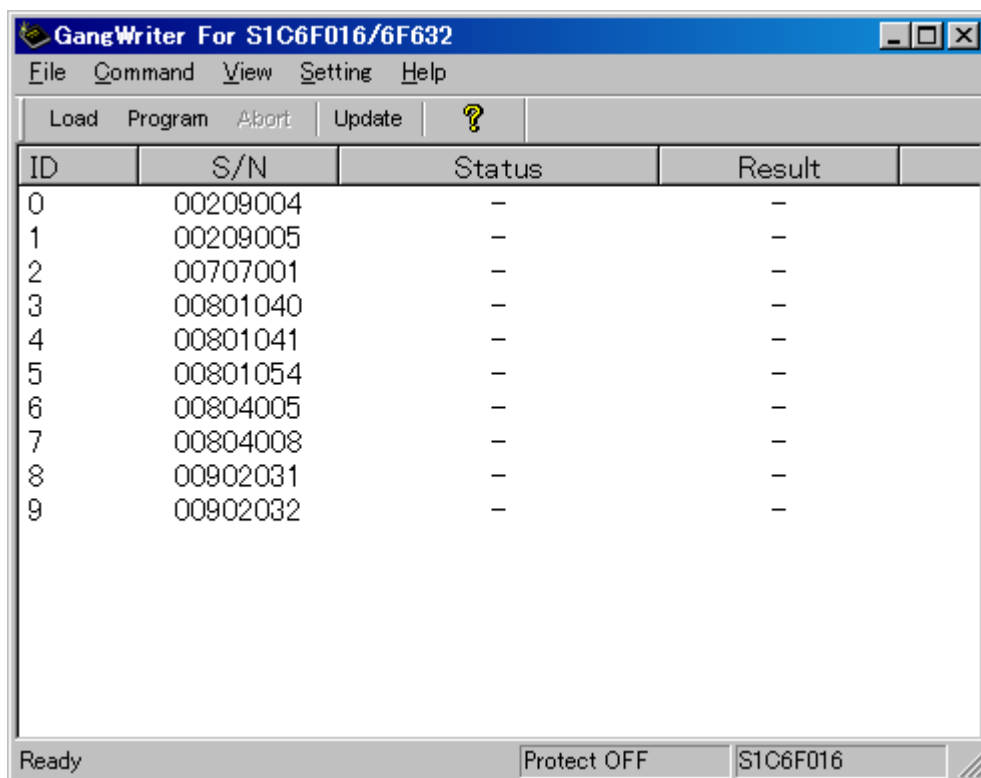 GangWriter For S1C6F016/6F632
File Command View Setting Help
Load Program Abort Update
ID S/N Status Result
0 00209004 – –
1 00209005 – –
2 00707001 – –
3 00801040 – –
4 00801041 – –
5 00801054 – –
6 00804005 – –
7 00804008 – –
8 00902031 – –
9 00902032 – –
Ready Protect OFF S1C6F016